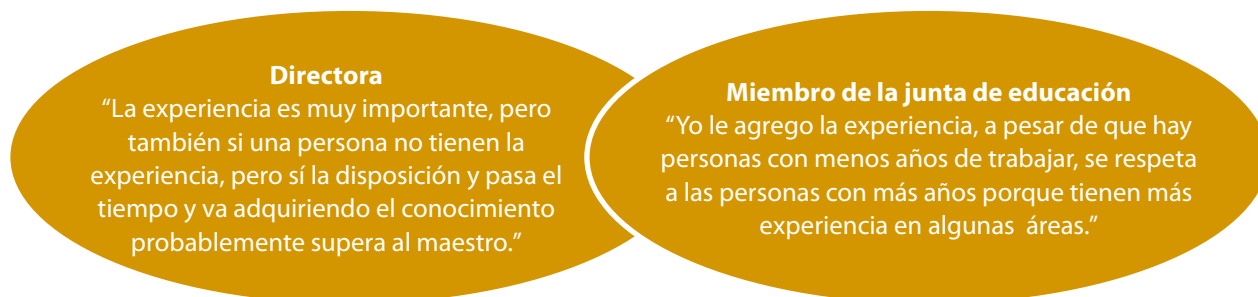 Directora
“La experiencia es muy importante, pero
también si una persona no tienen la
experiencia, pero sí la disposición y pasa el
tiempo y va adquiriendo el conocimiento
probablemente supera al maestro.”
Miembro de la junta de educación
“Yo le agrego la experiencia, a pesar de que hay
personas con menos años de trabajar, se respeta
a las personas con más años porque tienen más
experiencia en algunas áreas.”